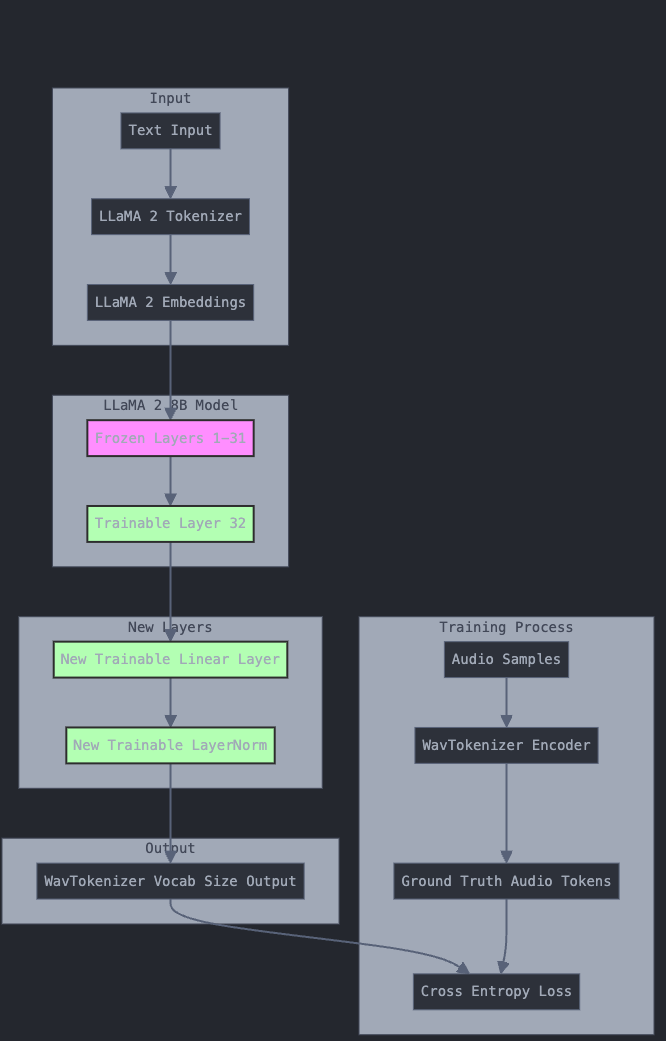 Input
Text Input
LLaMA 2 Tokenizer
LLaMA 2 Embeddings
LLaMA 2 8B Model
Frozen Layers 1-31
Trainable Layer 32
New Layers
New Trainable Linear Layer
New Trainable LayerNorm
Output
WavTokenizer Vocab Size Output
Training Process
Audio Samples
WavTokenizer Encoder
Ground Truth Audio Tokens
Cross Entropy Loss